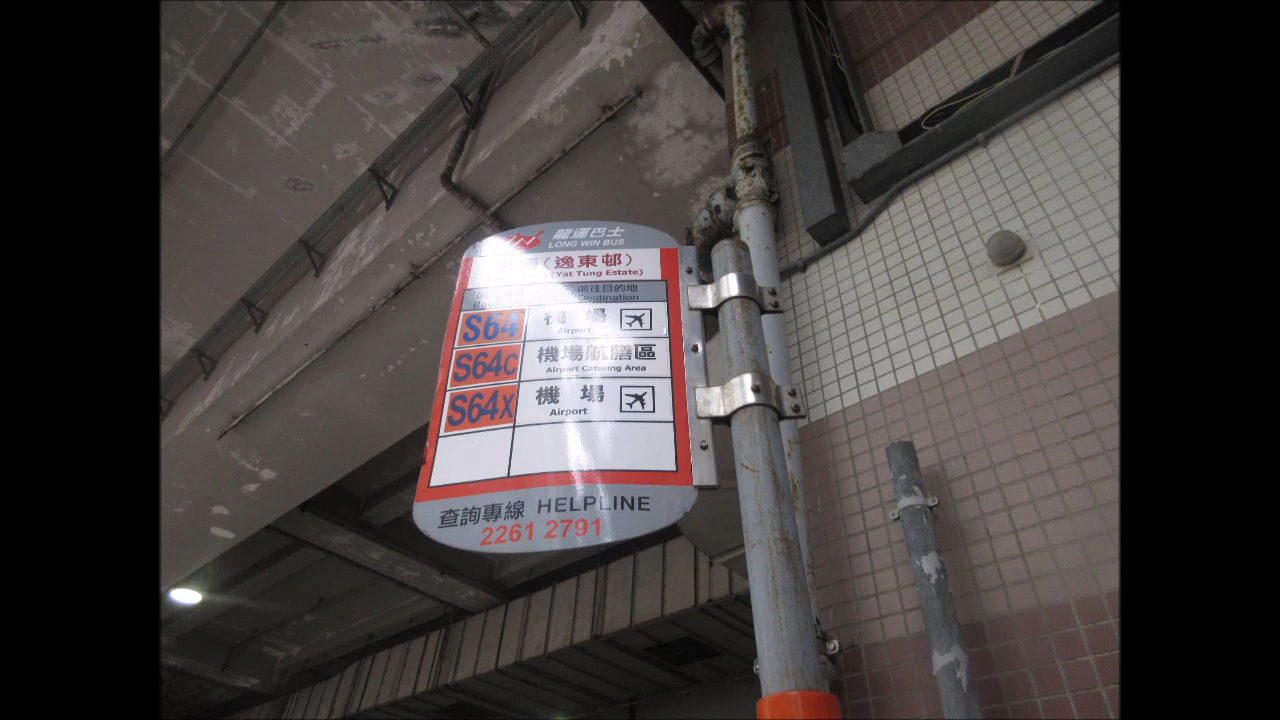 龍運巴士
LONG WIN BUS
(逸東邨)
(Yat Tung Estate)
前往目的地
Destination
S64 機場
Airport
S64C 機場航膳區
Airport Catering Area
S64X 機場
Airport
查詢專線 HELPLINE
2261 2791